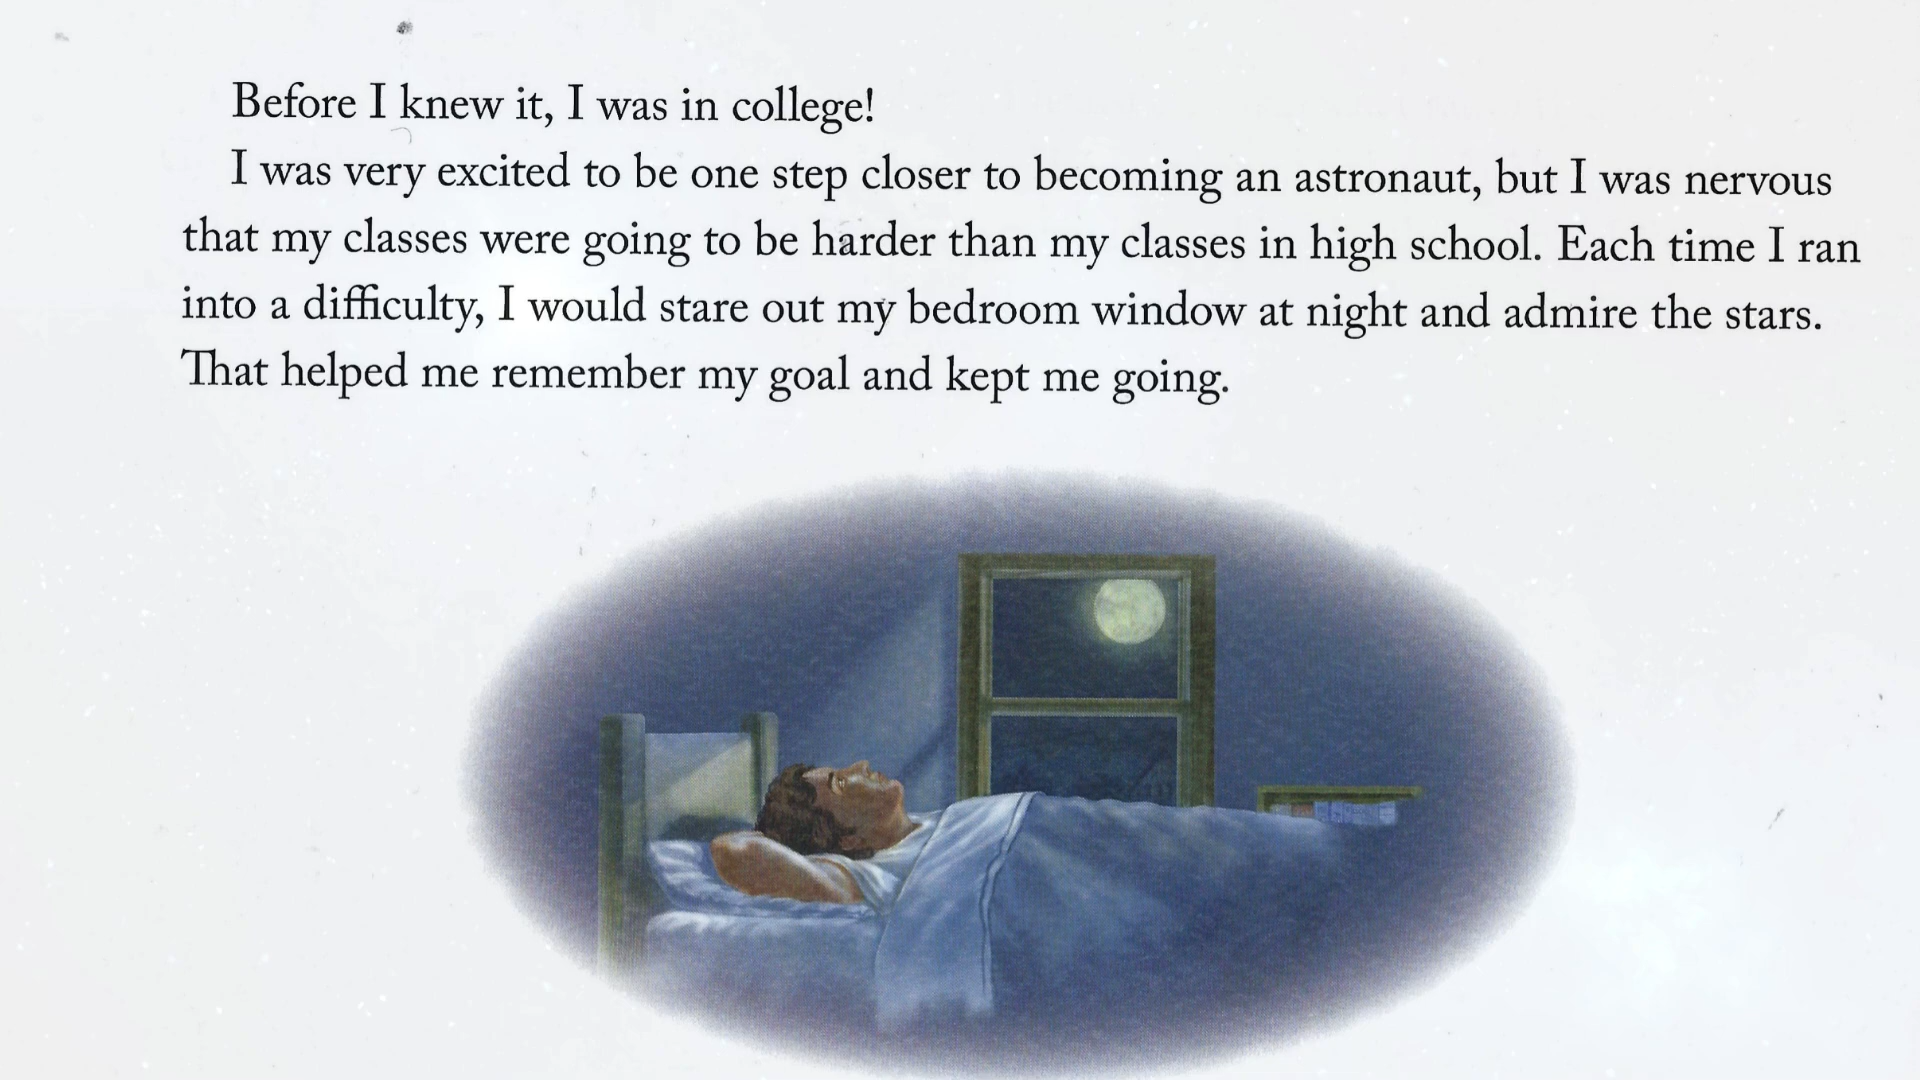 Before I knew it, I was in college!
I was very excited to be one step closer to becoming an astronaut, but I was nervous
that my classes were going to be harder than my classes in high school. Each time I ran
into a difficulty, I would stare out my bedroom window at night and admire the stars.
That helped me remember my goal and kept me going.